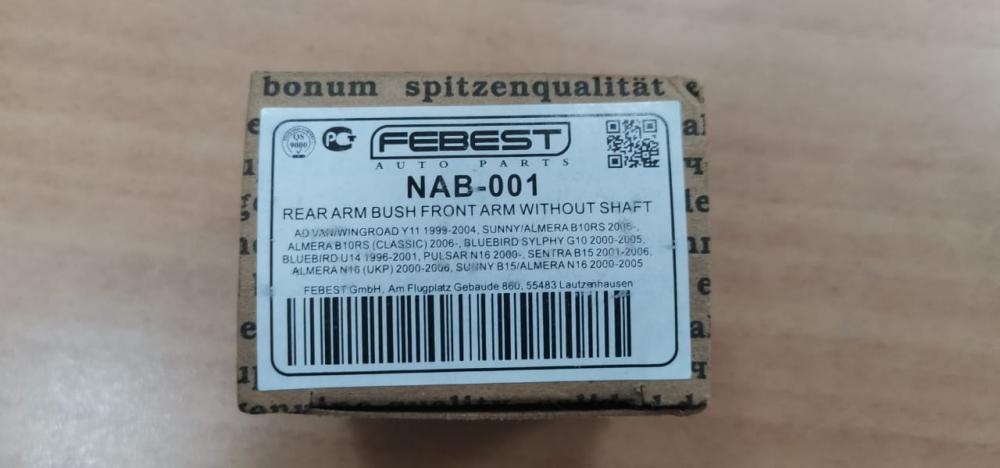 bonum spitzenqualität
QS
9000
FEBEST
AUTO PARTS
NAB-001
REAR ARM BUSH FRONT ARM WITHOUT SHAFT
AD VAN/WINGROAD Y11 1999-2004, SUNNY/ALMERA B10RS 2006-,
ALMERA B10RS (CLASSIC) 2006-, BLUEBIRD SYLPHY G10 2000-2005,
BLUEBIRD U14 1996-2001, PULSAR N16 2000-, SENTRA B15 2001-2006,
ALMERA N16 (UKP) 2000-2006, SUNNY B15/ALMERA N16 2000-2005
FEBEST GmbH, Am Flugplatz Gebaude 860, 55483 Lautzenhausen